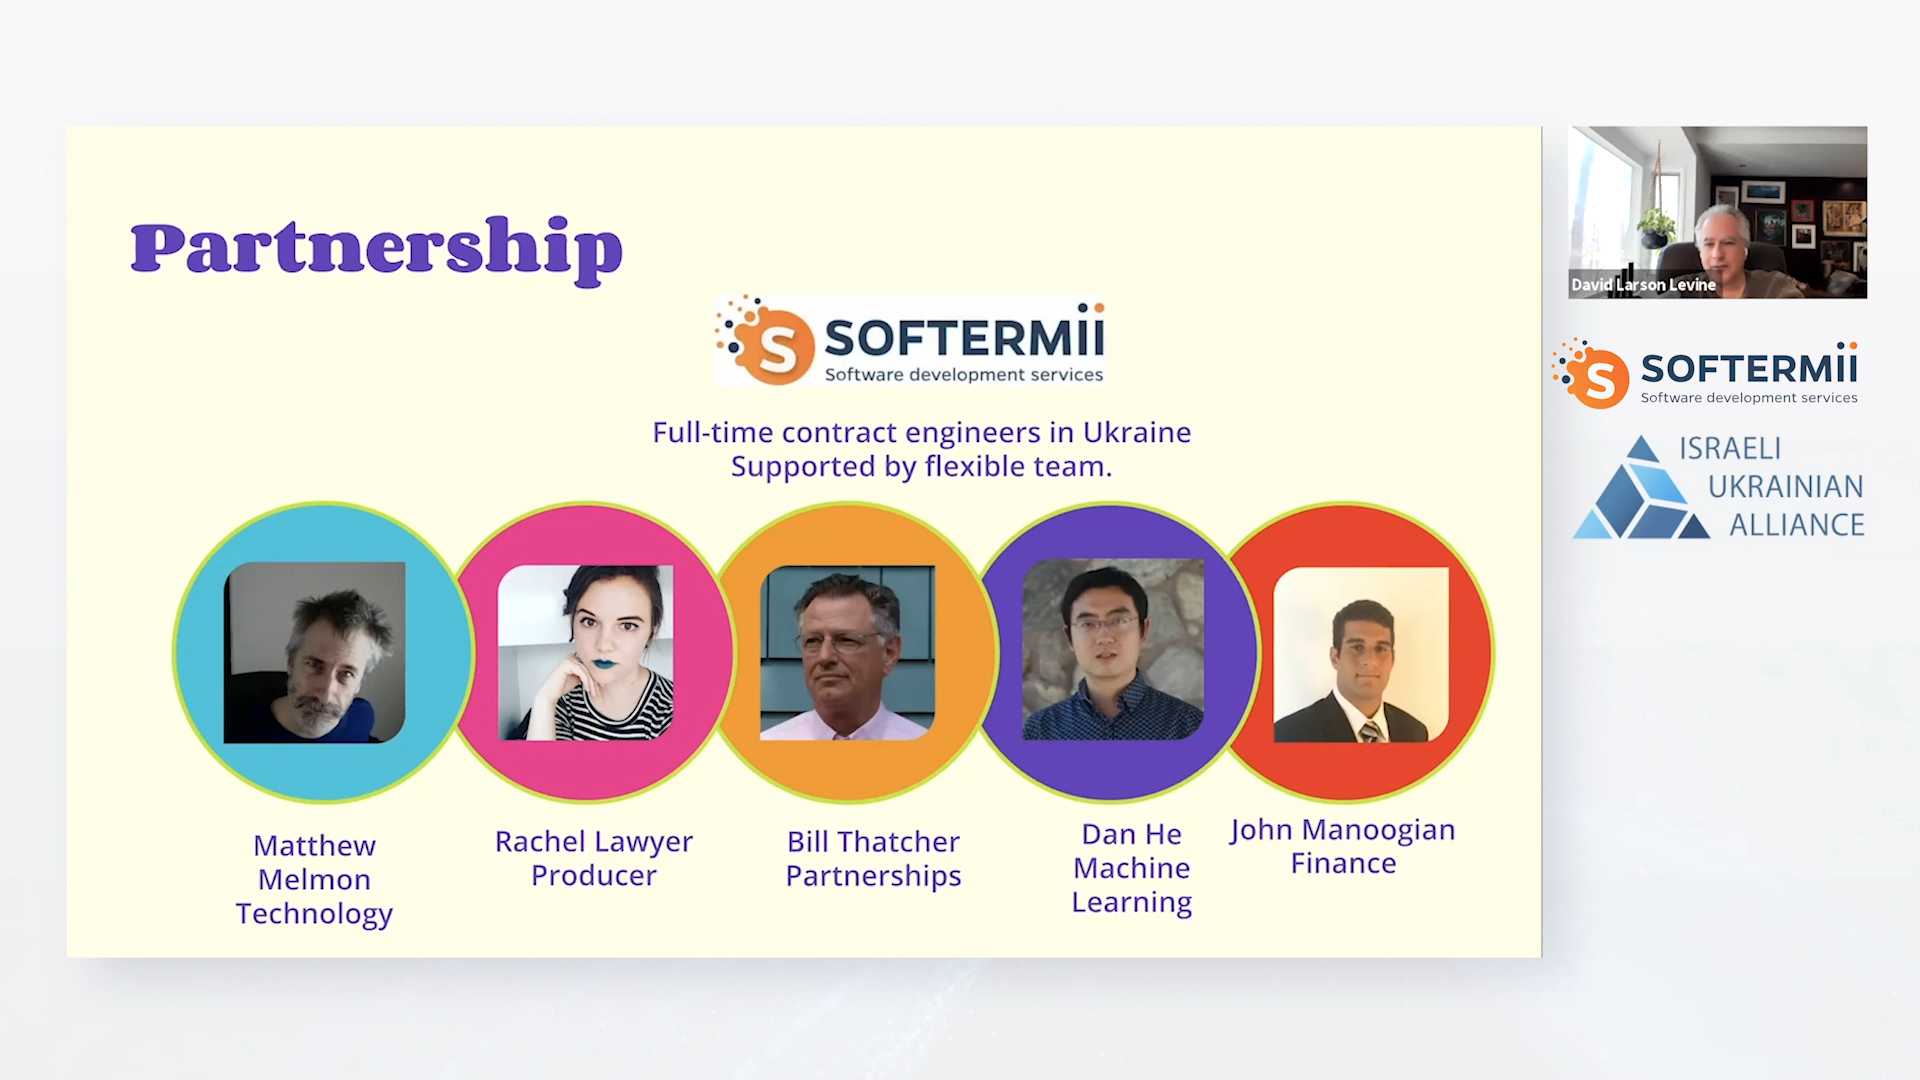 Partnership
S
SOFTERMii
Software development services
Full-time contract engineers in Ukraine
Supported by flexible team.
Matthew
Melmon
Technology
Rachel Lawyer
Producer
Bill Thatcher
Partnerships
Dan He
Machine
Learning
John Manoogian
Finance
David Larson Levine
S
SOFTERMii
Software development services
ISRAELI
UKRAINIAN
ALLIANCE